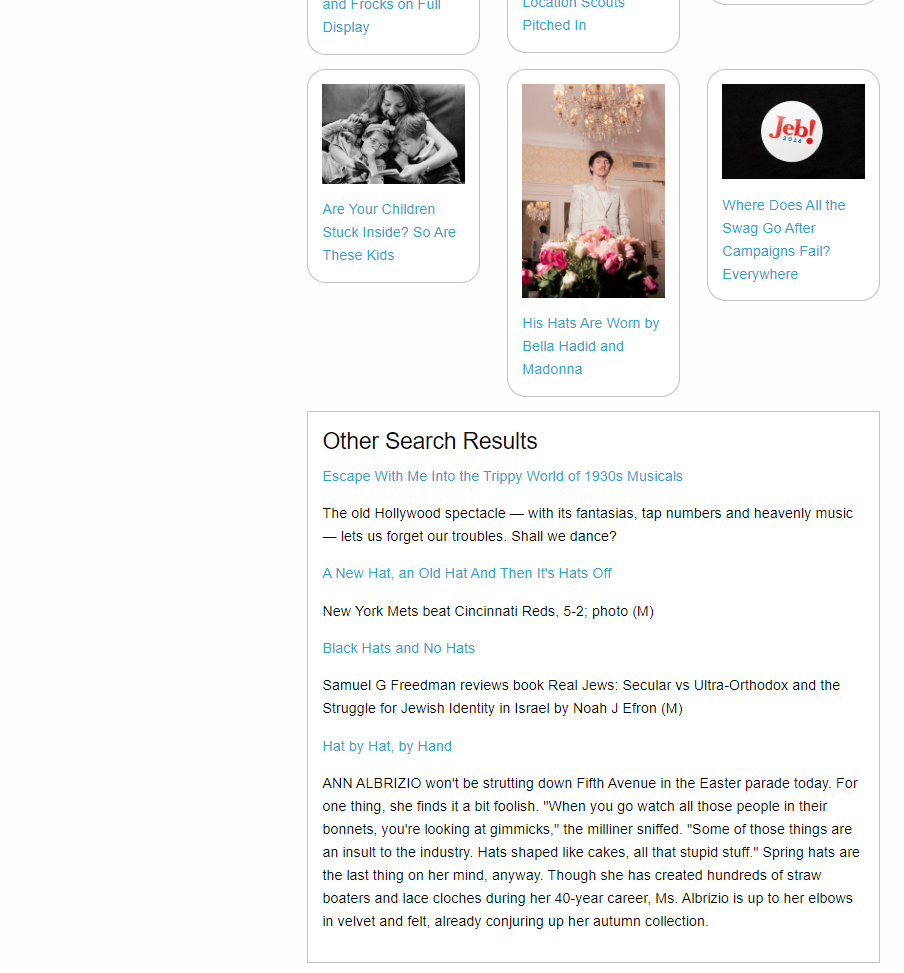 and Frocks on Full
Display
Location Scouts
Pitched In
Are Your Children
Stuck Inside? So Are
These Kids
His Hats Are Worn by
Bella Hadid and
Madonna
Jeb!
2016
Where Does All the
Swag Go After
Campaigns Fail?
Everywhere
Other Search Results
Escape With Me Into the Trippy World of 1930s Musicals
The old Hollywood spectacle — with its fantasias, tap numbers and heavenly music
— lets us forget our troubles. Shall we dance?
A New Hat, an Old Hat And Then It's Hats Off
New York Mets beat Cincinnati Reds, 5-2; photo (M)
Black Hats and No Hats
Samuel G Freedman reviews book Real Jews: Secular vs Ultra-Orthodox and the
Struggle for Jewish Identity in Israel by Noah J Efron (M)
Hat by Hat, by Hand
ANN ALBRIZIO won't be strutting down Fifth Avenue in the Easter parade today. For
one thing, she finds it a bit foolish. "When you go watch all those people in their
bonnets, you're looking at gimmicks," the milliner sniffed. "Some of those things are
an insult to the industry. Hats shaped like cakes, all that stupid stuff." Spring hats are
the last thing on her mind, anyway. Though she has created hundreds of straw
boaters and lace cloches during her 40-year career, Ms. Albrizio is up to her elbows
in velvet and felt, already conjuring up her autumn collection.